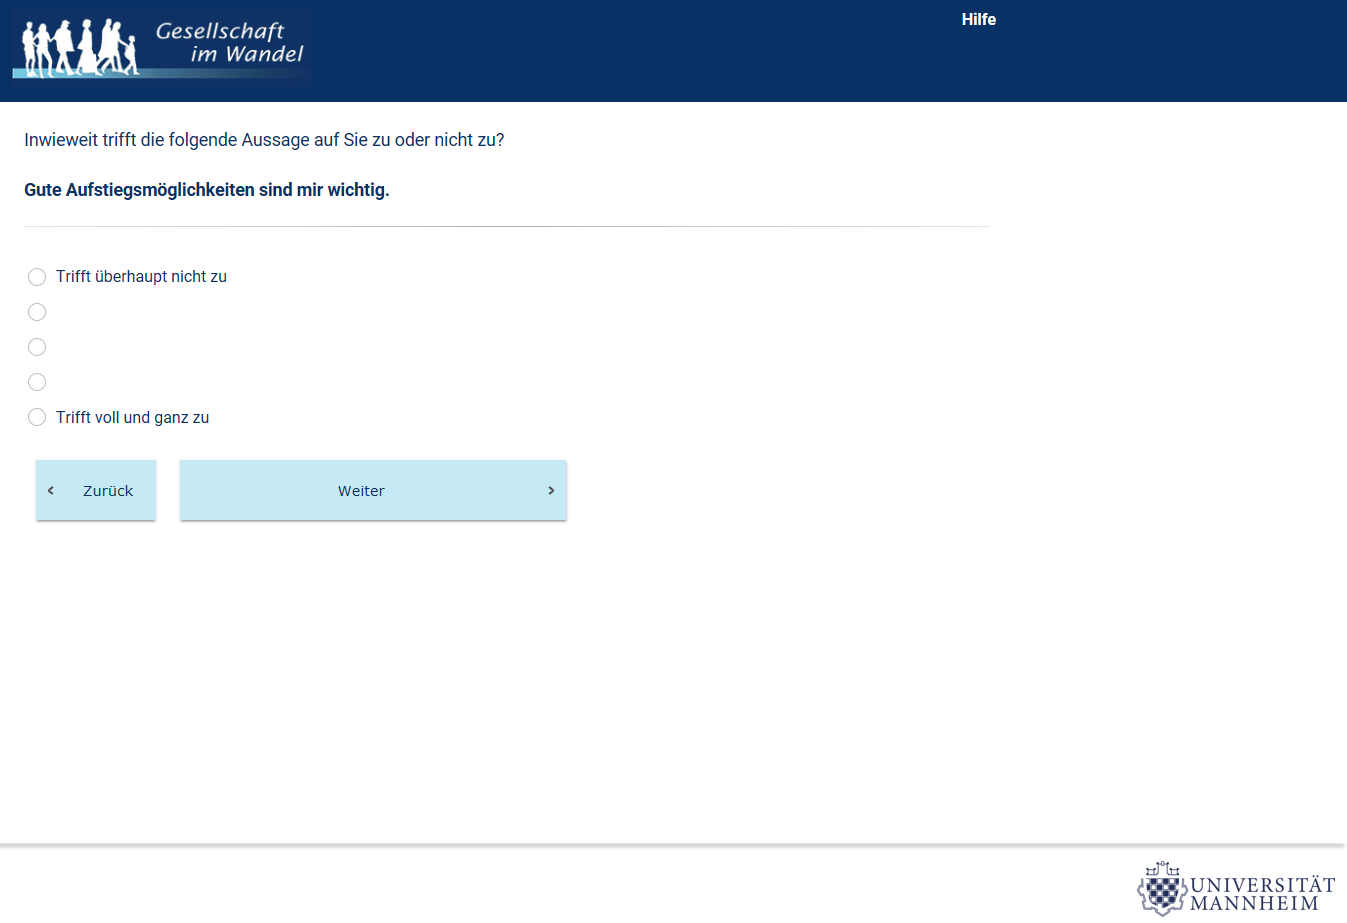 Gesellschaft
im Wandel
Hilfe
Inwieweit trifft die folgende Aussage auf Sie zu oder nicht zu?
Gute Aufstiegsmöglichkeiten sind mir wichtig.
Trifft überhaupt nicht zu
Trifft voll und ganz zu
Zurück
Weiter
UNIVERSITÄT
MANNHEIM